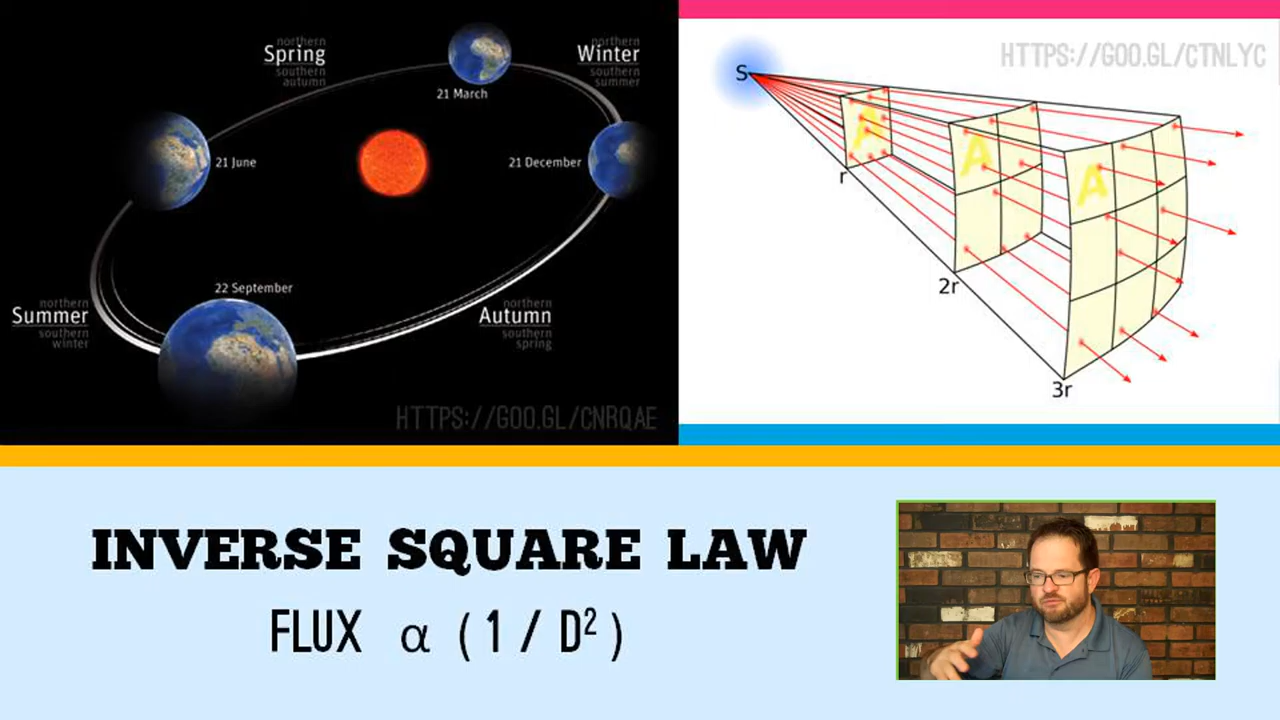 northern
Spring
southern
autumn
21 March
northern
Winter
southern
summer
21 June
21 December
22 September
northern
Summer
southern
winter
northern
Autumn
southern
spring
HTTPS://GOO.GL/CNRQAE
HTTPS://GOO.GL/CTNLYC
S
A
A
A
r
2r
3r
INVERSE SQUARE LAW
FLUX α ( 1 / D² )